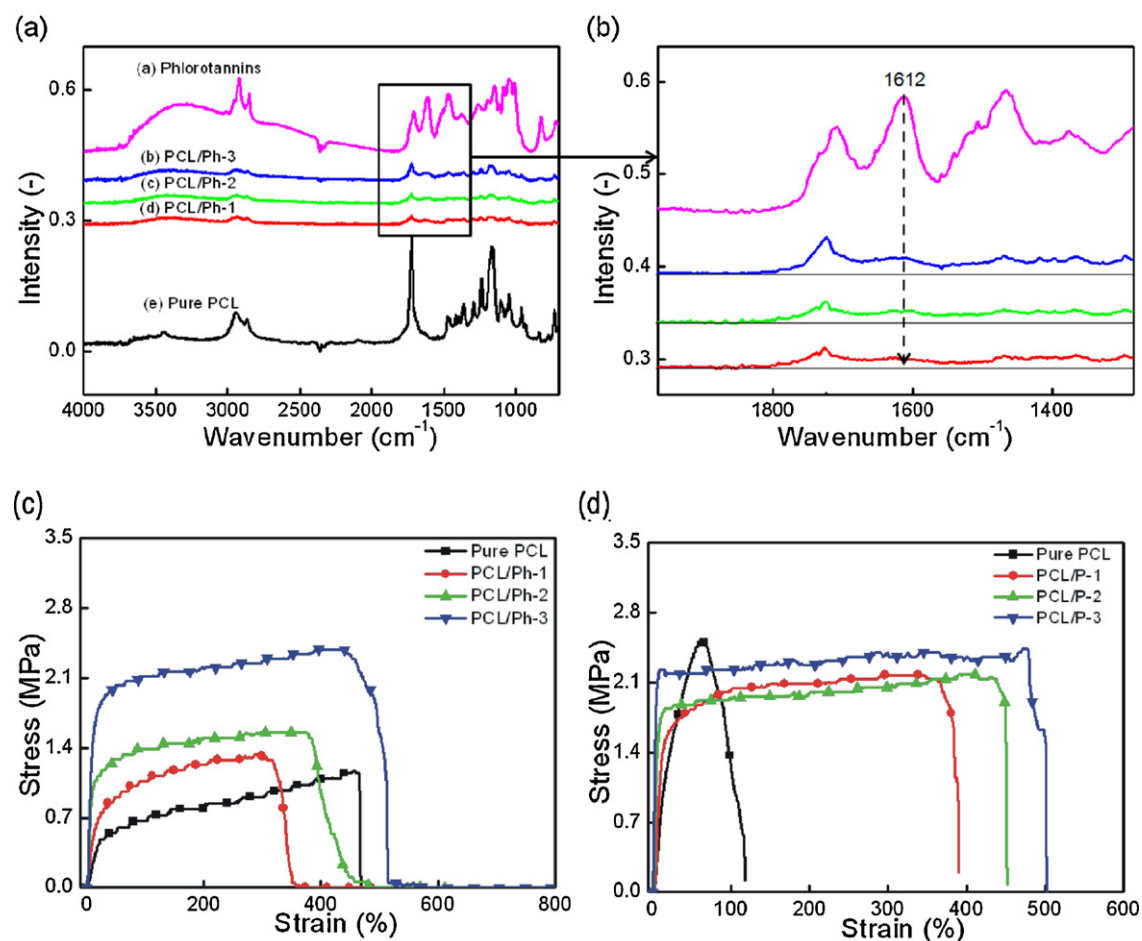 (a)
(b)
(a) Phlorotannins
(b) PCL/Ph-3
(c) PCL/Ph-2
(d) PCL/Ph-1
(e) Pure PCL
0.6
0.3
0.0
Intensity (-)
4000 3500 3000 2500 2000 1500 1000
Wavenumber (cm⁻¹)
1612
0.6
0.5
0.4
0.3
Intensity (-)
1800 1600 1400
Wavenumber (cm⁻¹)
(c)
3.5
2.8
2.1
1.4
0.7
0.0
Stress (MPa)
Pure PCL
PCL/Ph-1
PCL/Ph-2
PCL/Ph-3
0 200 400 600 800
Strain (%)
(d)
3.5
2.8
2.1
1.4
0.7
0.0
Stress (MPa)
Pure PCL
PCL/P-1
PCL/P-2
PCL/P-3
0 100 200 300 400 500 600
Strain (%)